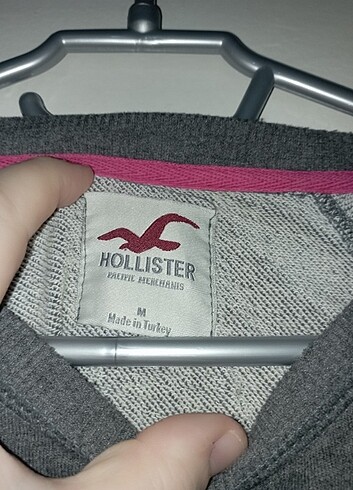 HOLLISTER
PACIFIC MERCHANTS
M
Made in Turkey